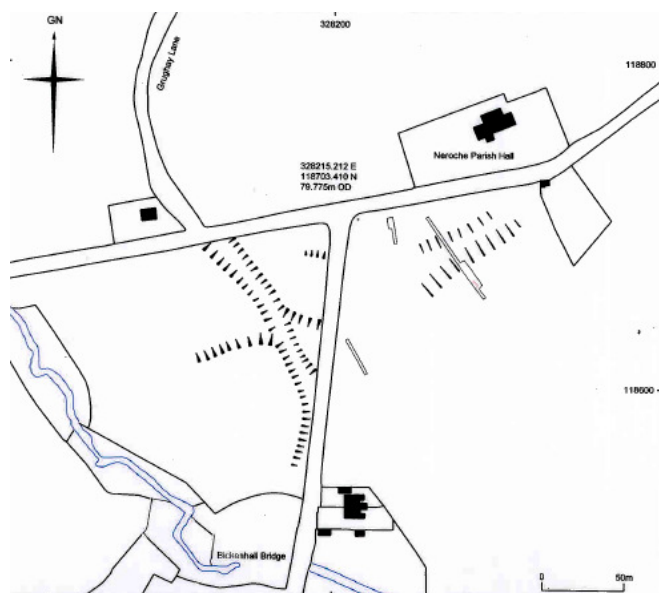 GN
328200
Grughay Lane
118800
328215.212 E
118703.410 N
79.775m OD
Neroche Parish Hall
118600
Bickenhall Bridge
0 50m